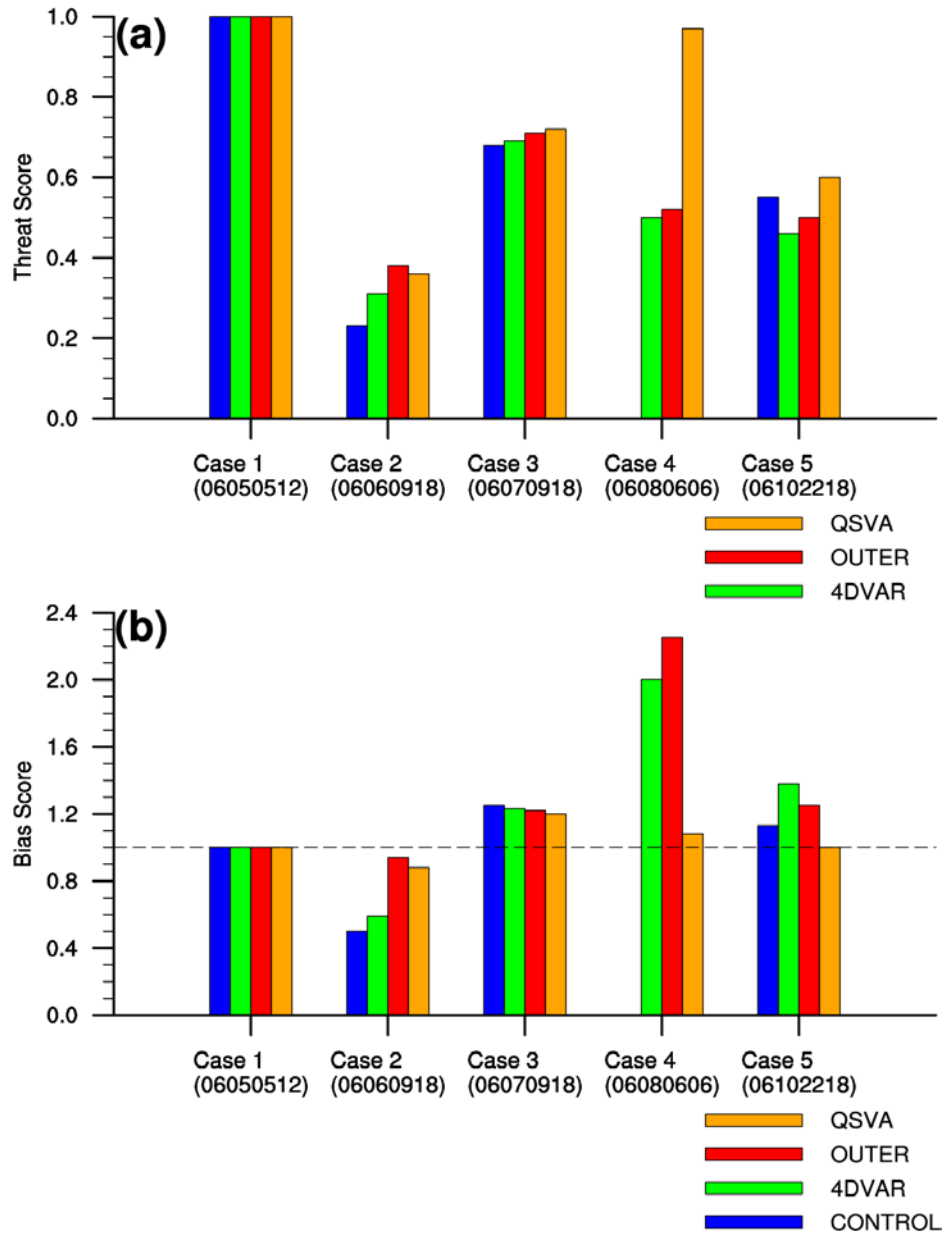 (a)
Threat Score
1.0
0.8
0.6
0.4
0.2
0.0
Case 1 Case 2 Case 3 Case 4 Case 5
(06050512) (06060918) (06070918) (06080606) (06102218)
QSVA
OUTER
4DVAR
(b)
Bias Score
2.4
2.0
1.6
1.2
0.8
0.4
0.0
Case 1 Case 2 Case 3 Case 4 Case 5
(06050512) (06060918) (06070918) (06080606) (06102218)
QSVA
OUTER
4DVAR
CONTROL